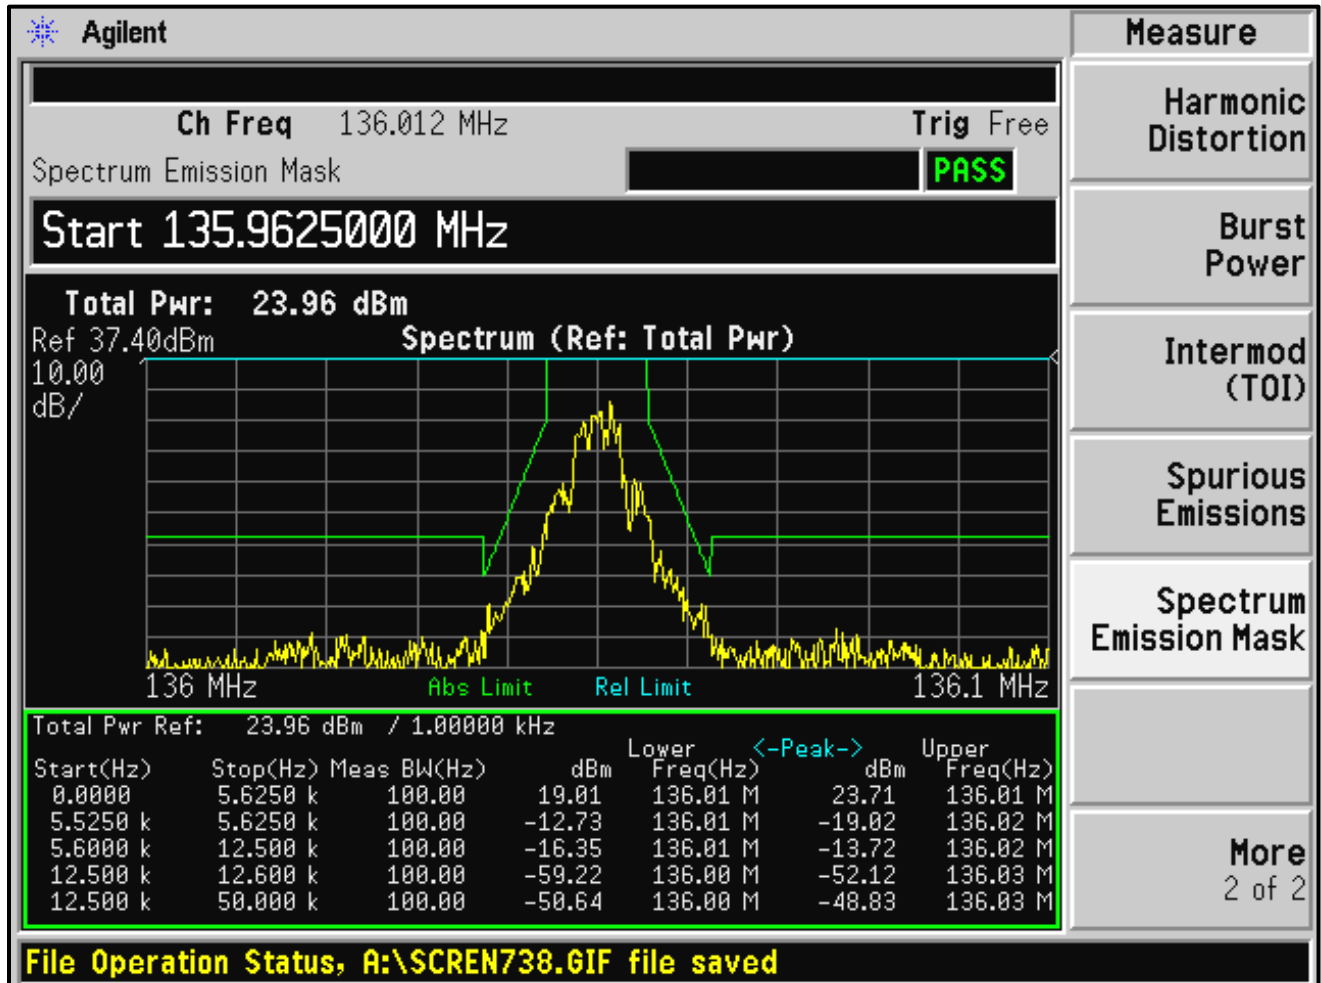 Agilent
Measure
Ch Freq 136.012 MHz Trig Free
Spectrum Emission Mask PASS
Start 135.9625000 MHz
Total Pwr: 23.96 dBm
Ref 37.40dBm Spectrum (Ref: Total Pwr)
10.00
dB/
136 MHz Abs Limit Rel Limit 136.1 MHz
Total Pwr Ref: 23.96 dBm / 1.00000 kHz
Lower <-Peak-> Upper
Start(Hz) Stop(Hz) Meas BW(Hz) dBm Freq(Hz) dBm Freq(Hz)
0.0000 5.6250 k 100.00 19.01 136.01 M 23.71 136.01 M
5.5250 k 5.6250 k 100.00 -12.73 136.01 M -19.02 136.02 M
5.6000 k 12.500 k 100.00 -16.35 136.01 M -13.72 136.02 M
12.500 k 12.600 k 100.00 -59.22 136.00 M -52.12 136.03 M
12.500 k 50.000 k 100.00 -50.64 136.00 M -48.83 136.03 M
Harmonic
Distortion
Burst
Power
Intermod
(TOI)
Spurious
Emissions
Spectrum
Emission Mask
More
2 of 2
File Operation Status, A:\SCREN738.GIF file saved